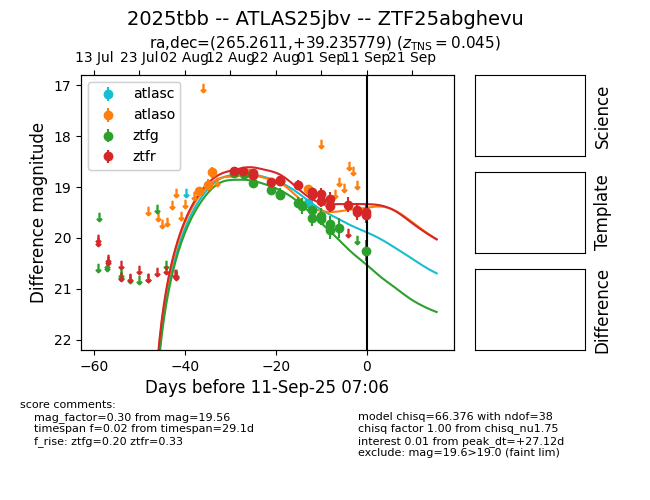 2025tbb -- ATLAS25jbv -- ZTF25abghevu
ra,dec=(265.2611,+39.235779) (z_TNS = 0.045)
13 Jul 23 Jul 02 Aug 12 Aug 22 Aug 01 Sep 11 Sep 21 Sep
atlasc
atlaso
ztfg
ztfr
17
18
19
20
21
22
Difference magnitude
−60 −40 −20 0
Days before 11-Sep-25 07:06
Science
Template
Difference
score comments:
mag_factor=0.30 from mag=19.56
timespan f=0.02 from timespan=29.1d
f_rise: ztfg=0.20 ztfr=0.33
model chisq=66.376 with ndof=38
chisq factor 1.00 from chisq_nu1.75
interest 0.01 from peak_dt=+27.12d
exclude: mag=19.6>19.0 (faint lim)